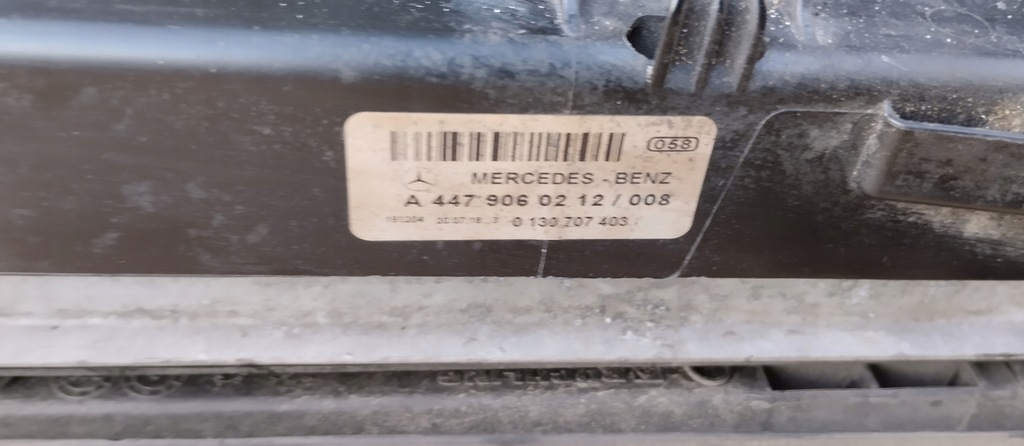 058
MERCEDES - BENZ
A 447 906 02 12 / 008
0 130 707 403